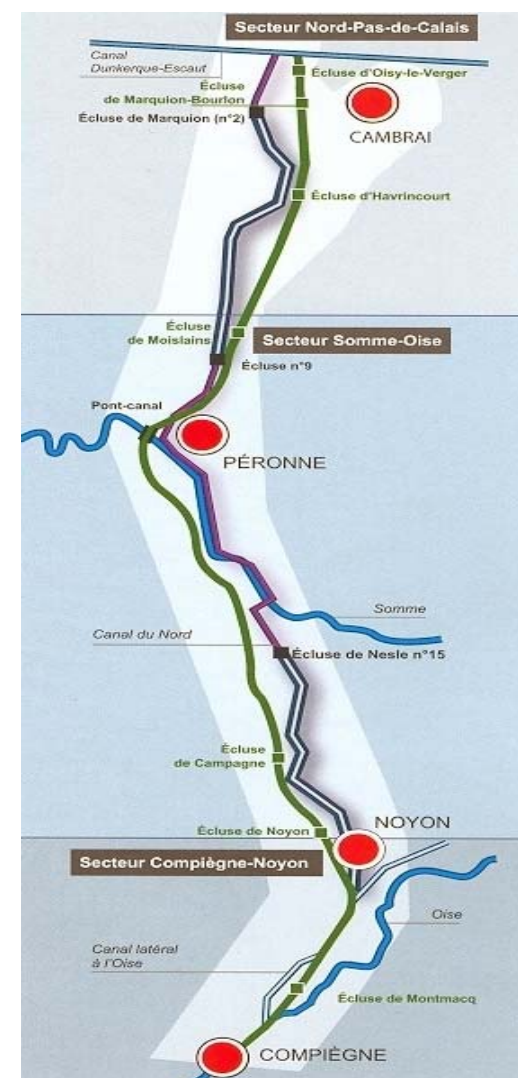 Secteur Nord-Pas-de-Calais
Canal
Dunkerque-Escaut
Écluse d'Oisy-le-Verger
Écluse
de Marquion-Bourlon
Écluse de Marquion (n°2)
CAMBRAI
Écluse d'Havrincourt
Écluse
de Moislains
Secteur Somme-Oise
Écluse n°9
Pont-canal
PÉRONNE
Somme
Canal du Nord
Écluse de Nesle n°15
Écluse
de Campagne
NOYON
Écluse de Noyon
Secteur Compiègne-Noyon
Oise
Canal latéral
à l'Oise
Écluse de Montmacq
COMPIÈGNE